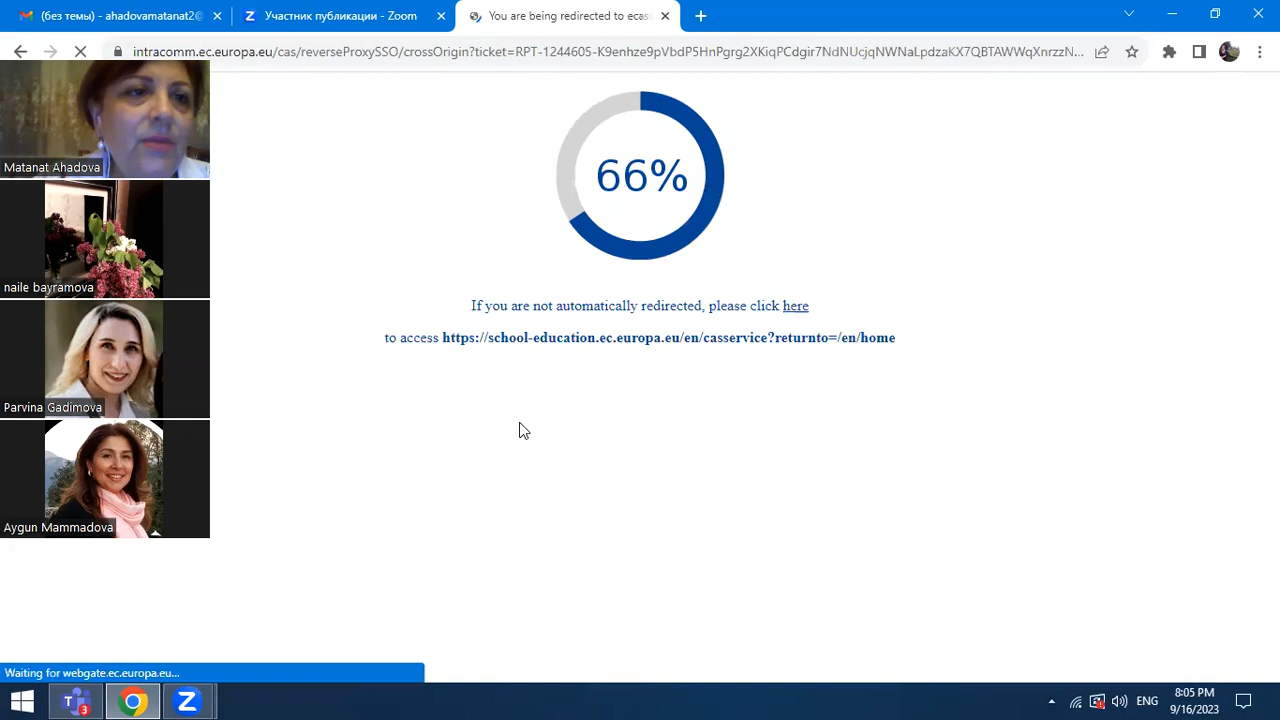 (без темы) - ahadovamatanat2@
Участник публикации - Zoom
You are being redirected to ecas
intracomm.ec.europa.eu/cas/reverseProxySSO/crossOrigin?ticket=RPT-1244605-K9enhze9pVbdP5HnPgrg2XKiqPCdgir7NdNUcjqNWNaLpdzaKX7QBTAWWqXnrzzN...
66%
If you are not automatically redirected, please click here
to access https://school-education.ec.europa.eu/en/casservice?returnto=/en/home
Matanat Ahadova
naile bayramova
Parvina Gadimova
Aygun Mammadova
Waiting for webgate.ec.europa.eu...
3
ENG
8:05 PM
9/16/2023